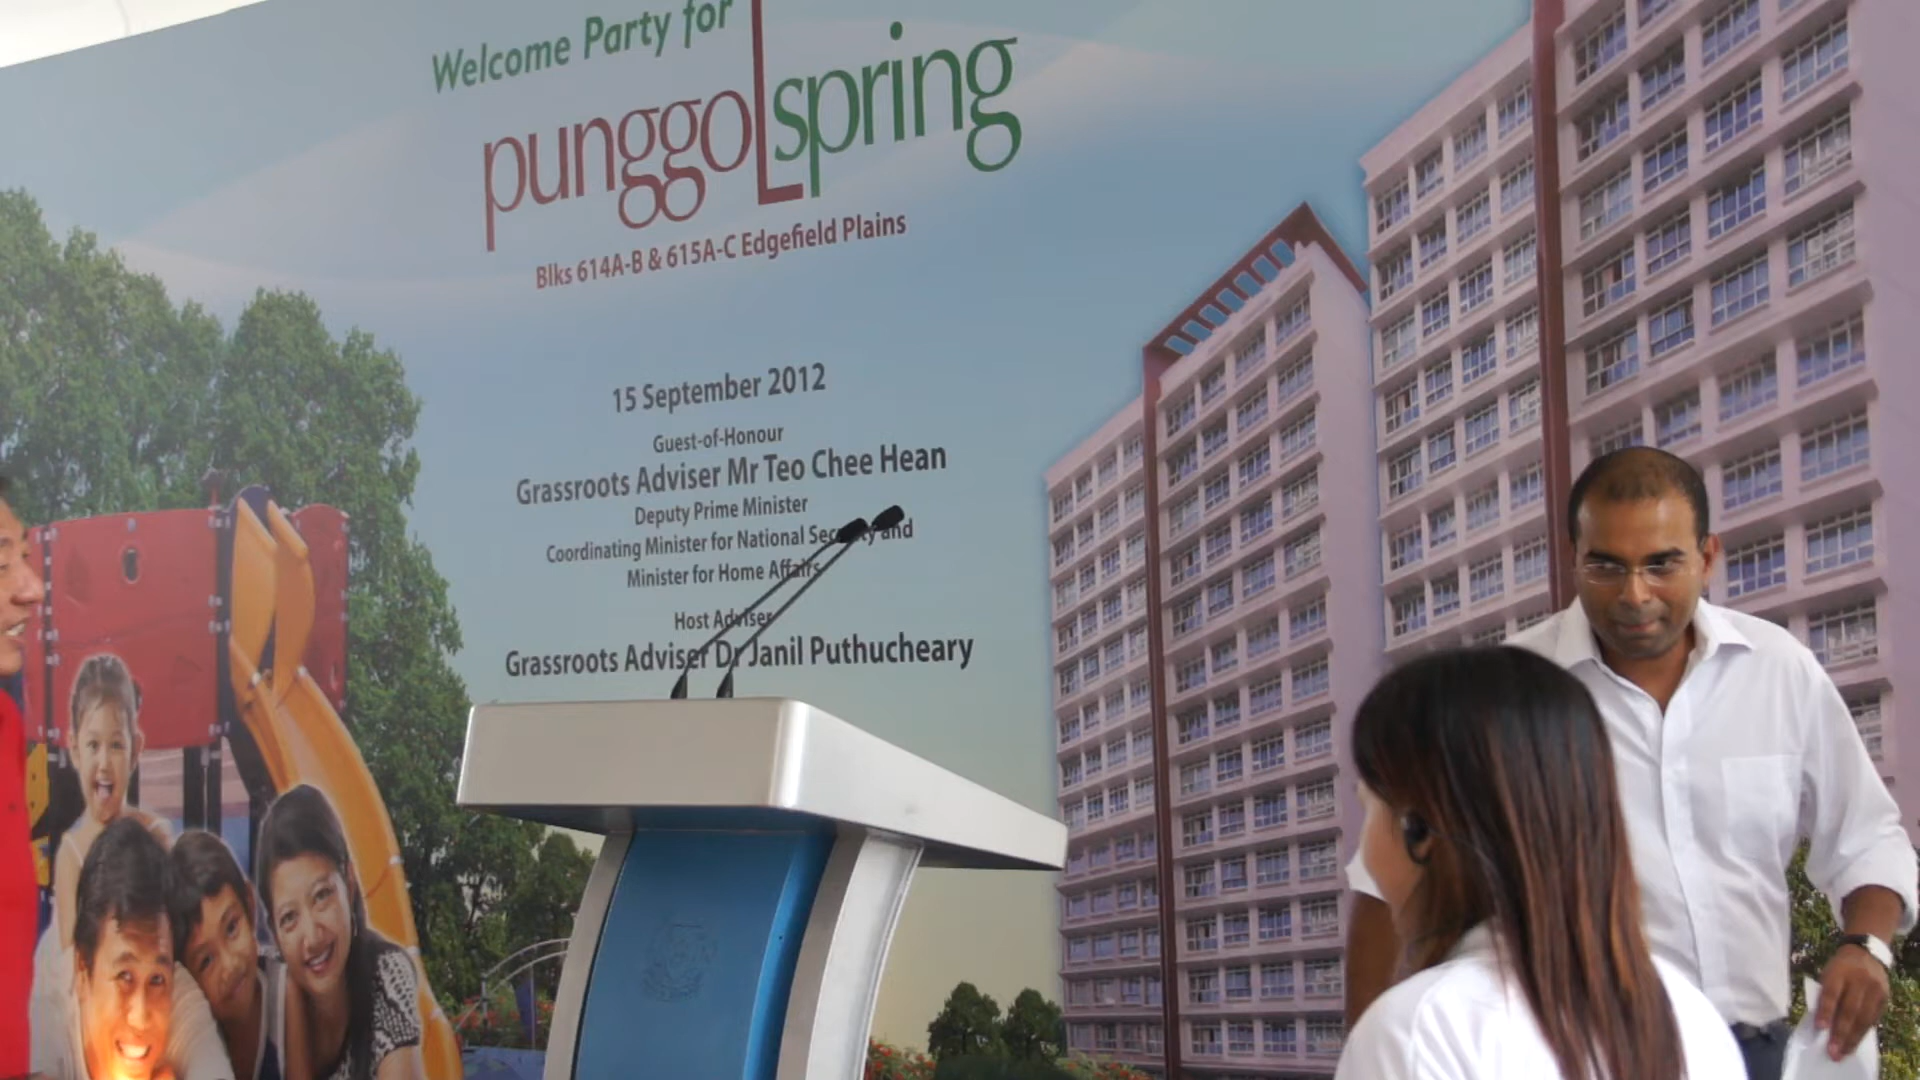 Welcome Party for
punggoLspring
Blks 614A-B & 615A-C Edgefield Plains
15 September 2012
Guest-of-Honour
Grassroots Adviser Mr Teo Chee Hean
Deputy Prime Minister
Coordinating Minister for National Security and
Minister for Home Affairs
Host Adviser
Grassroots Adviser Dr Janil Puthucheary